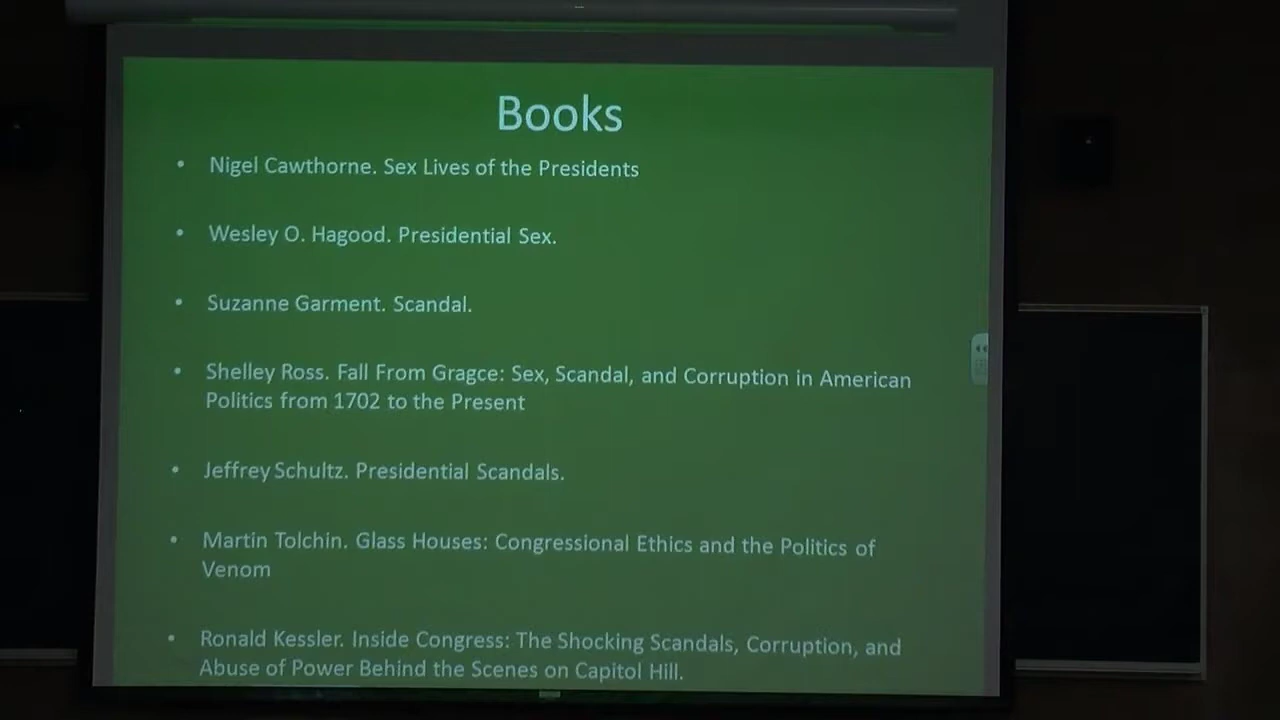 Books
• Nigel Cawthorne. Sex Lives of the Presidents
• Wesley O. Hagood. Presidential Sex.
• Suzanne Garment. Scandal.
• Shelley Ross. Fall From Gragce: Sex, Scandal, and Corruption in American
Politics from 1702 to the Present
• Jeffrey Schultz. Presidential Scandals.
• Martin Tolchin. Glass Houses: Congressional Ethics and the Politics of
Venom
• Ronald Kessler. Inside Congress: The Shocking Scandals, Corruption, and
Abuse of Power Behind the Scenes on Capitol Hill.